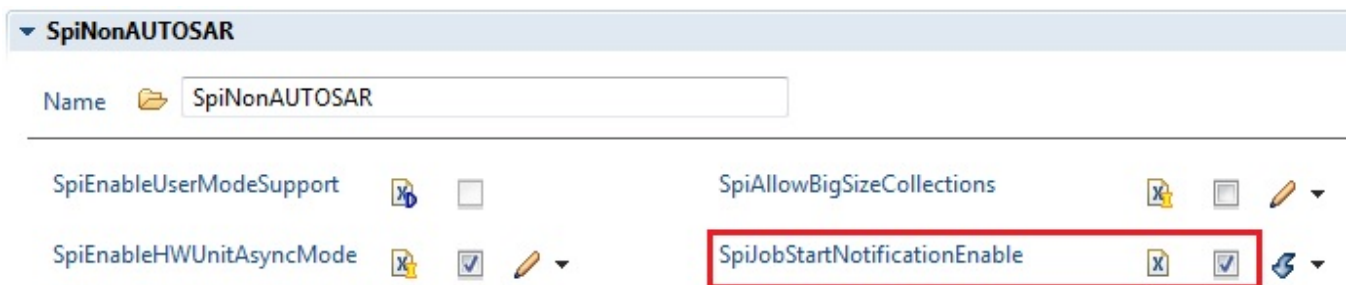 SpiNonAUTOSAR
Name SpiNonAUTOSAR
SpiEnableUserModeSupport SpiAllowBigSizeCollections
SpiEnableHWUnitAsyncMode SpiJobStartNotificationEnable